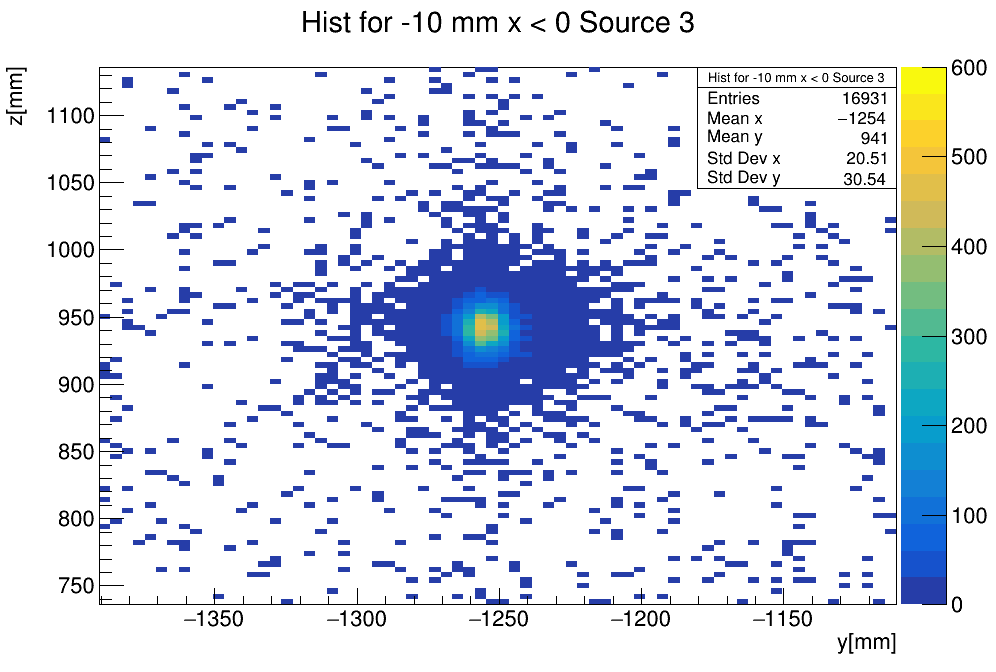 Hist for -10 mm x < 0 Source 3
z[mm]
Hist for -10 mm x < 0 Source 3
Entries 16931
Mean x −1254
Mean y 941
Std Dev x 20.51
Std Dev y 30.54
1100
1050
1000
950
900
850
800
750
600
500
400
300
200
100
0
−1350 −1300 −1250 −1200 −1150
y[mm]